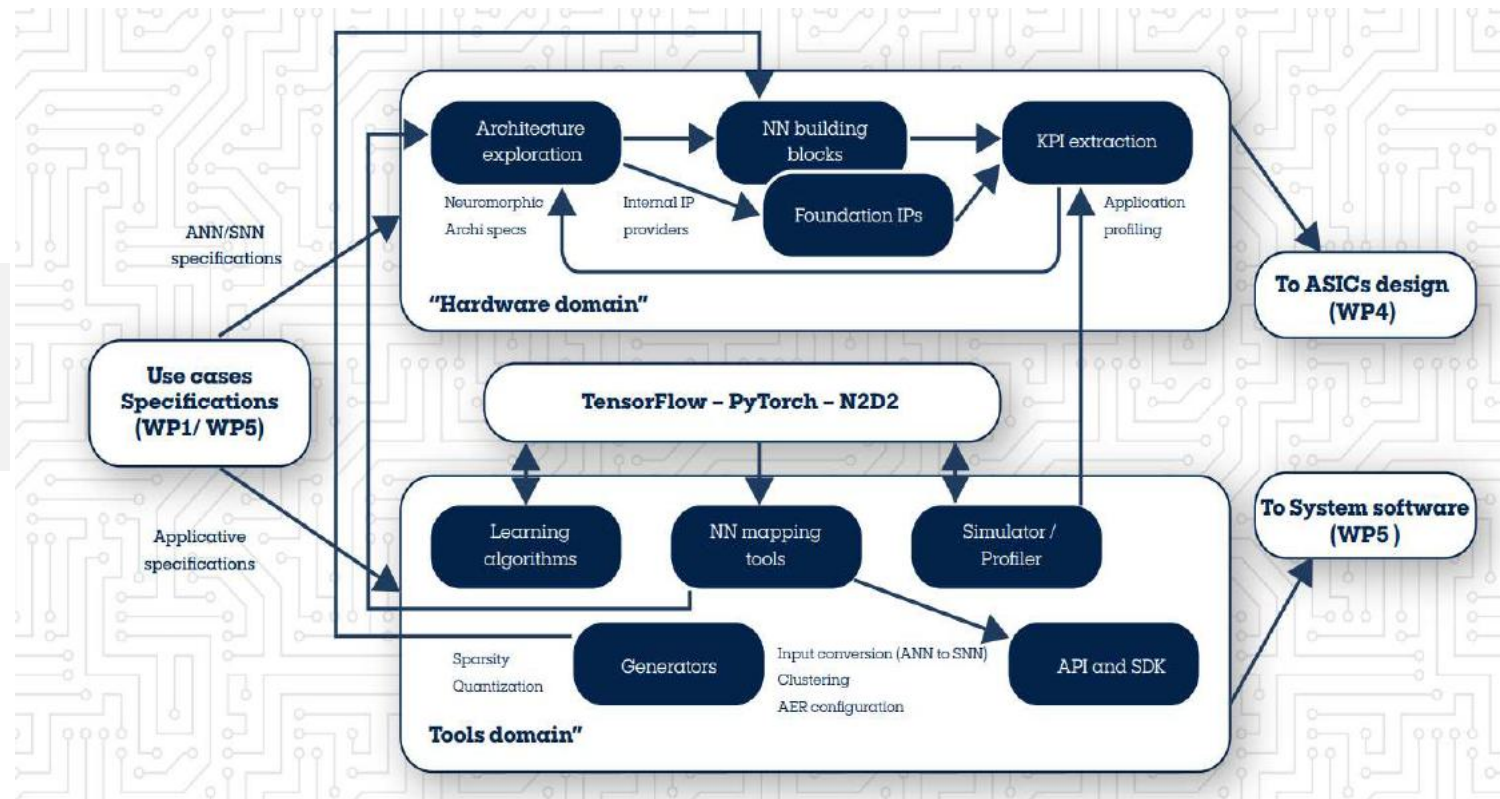 Architecture
exploration
NN building
blocks
KPI extraction
Neuromorphic
Archi specs
Internal IP
providers
Foundation IPs
Application
profiling
ANN/SNN
specifications
"Hardware domain"
To ASICs design
(WP4)
Use cases
Specifications
(WP1/ WP5)
TensorFlow – PyTorch – N2D2
Applicative
specifications
Learning
algorithms
NN mapping
tools
Simulator /
Profiler
To System software
(WP5 )
Sparsity
Quantization
Generators
Input conversion (ANN to SNN)
Clustering
AER configuration
API and SDK
Tools domain"